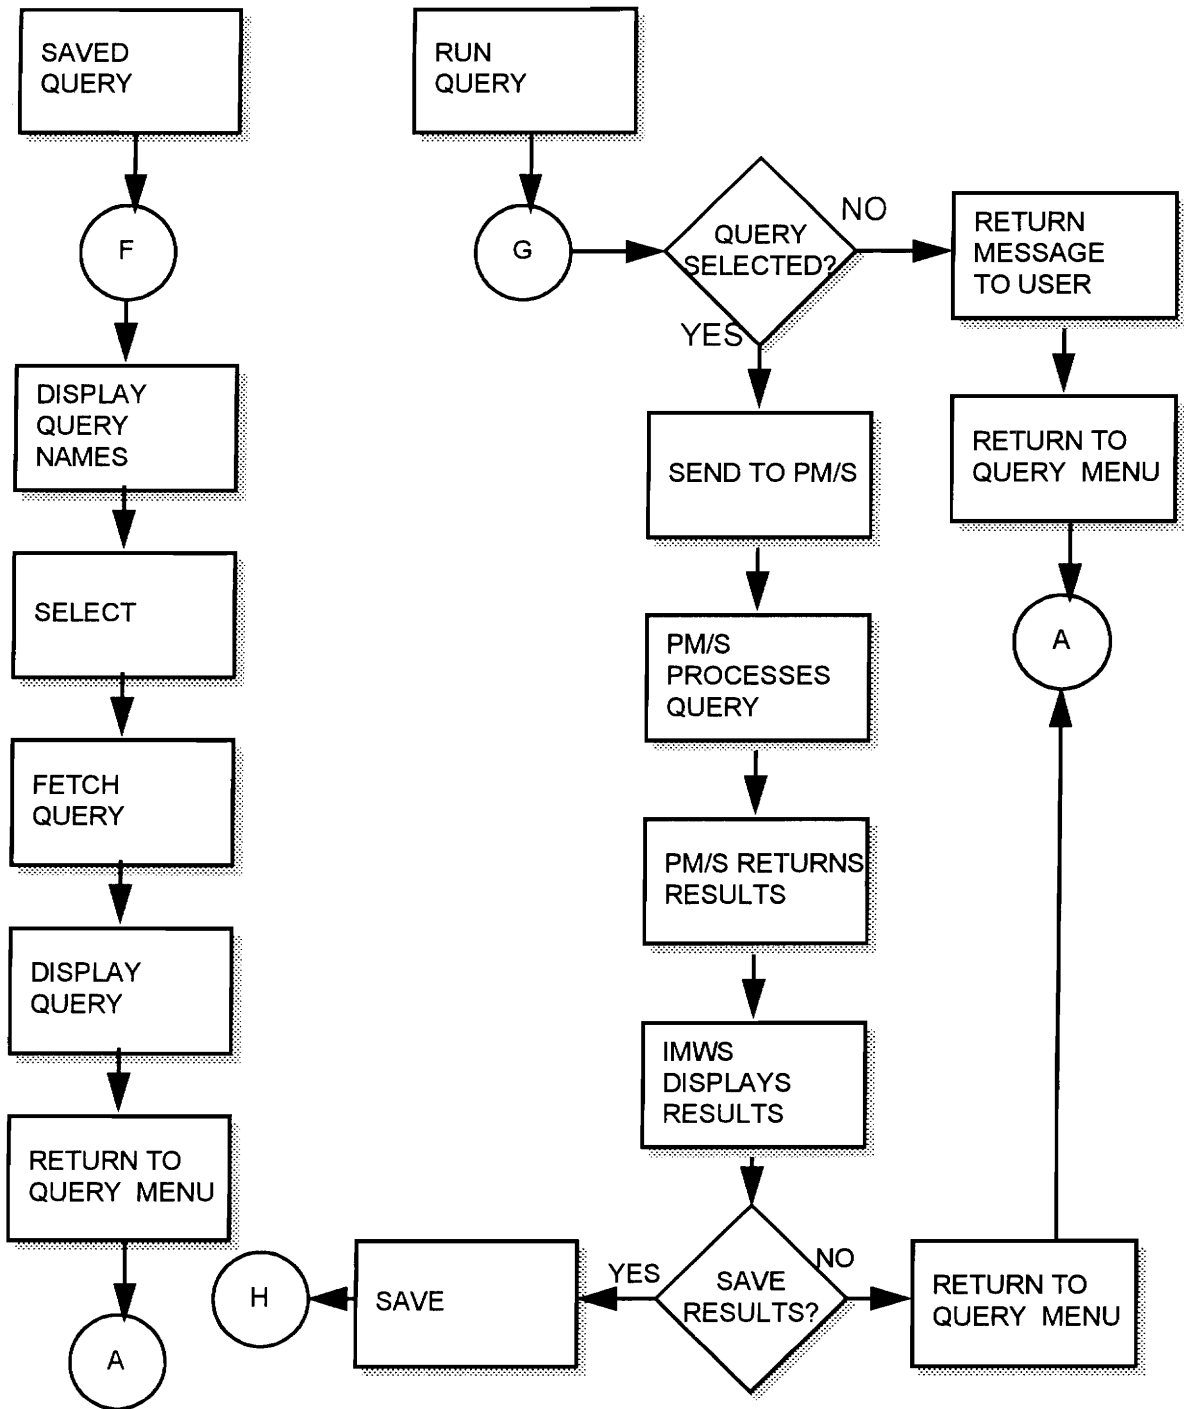 SAVED
QUERY
F
DISPLAY
QUERY
NAMES
SELECT
FETCH
QUERY
DISPLAY
QUERY
RETURN TO
QUERY MENU
A
RUN
QUERY
G
QUERY
SELECTED?
NO
YES
RETURN
MESSAGE
TO USER
RETURN TO
QUERY MENU
A
SEND TO PM/S
PM/S
PROCESSES
QUERY
PM/S RETURNS
RESULTS
IMWS
DISPLAYS
RESULTS
SAVE
RESULTS?
YES
NO
SAVE
H
RETURN TO
QUERY MENU